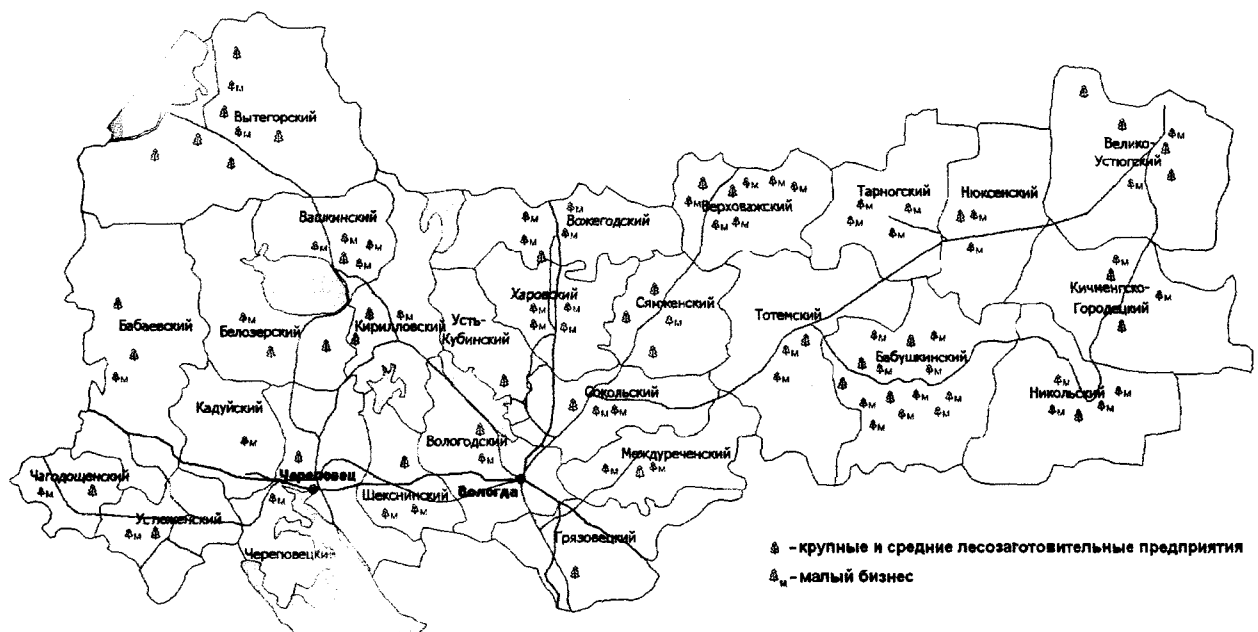 Вытегорский
Велико-
Устюгский
Тарногский
Нюксенский
Вашкинский
Вожегодский
Верховажский
Харовский
Сямженский
Кичменгско-
Городецкий
Бабаевский
Белозерский
Кирилловский
Усть-
Кубинский
Тотемский
Бабушкинский
Никольский
Сокольский
Кадуйский
Вологодский
Междуреченский
Чагодощенский
Череповец
Шекснинский
Вологда
Устюженский
Грязовецкий
Череповецкий
- крупные и средние лесозаготовительные предприятия
м - малый бизнес